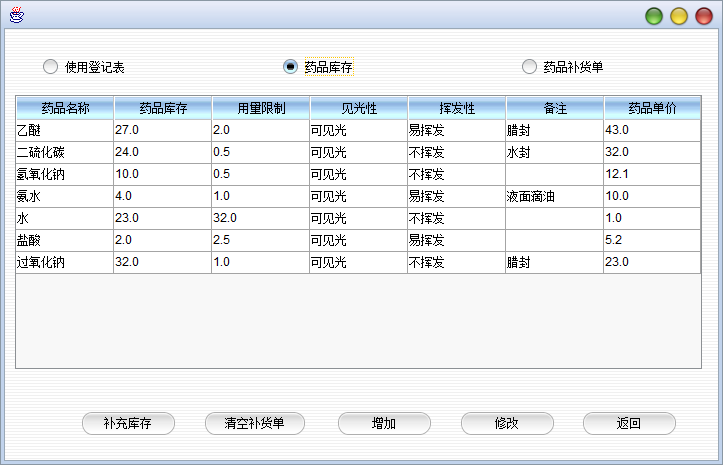 使用登记表 药品库存 药品补货单
药品名称 药品库存 用量限制 见光性 挥发性 备注 药品单价
乙醚 27.0 2.0 可见光 易挥发 腊封 43.0
二硫化碳 24.0 0.5 可见光 不挥发 水封 32.0
氢氧化钠 10.0 0.5 可见光 不挥发 12.1
氨水 4.0 1.0 可见光 易挥发 液面滴油 10.0
水 23.0 32.0 可见光 不挥发 1.0
盐酸 2.0 2.5 可见光 易挥发 5.2
过氧化钠 32.0 1.0 可见光 不挥发 腊封 23.0
补充库存 清空补货单 增加 修改 返回